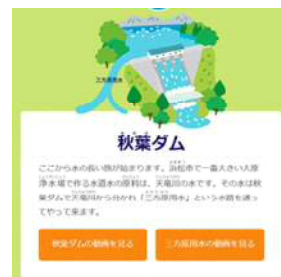 三方原用水
秋葉ダム
ここから水の長い旅が始まります。浜松市で一番大きい大原
浄水場で作る水道水の原料は、天竜川の水です。その水は秋
葉ダムで天竜川から分かれ「三方原用水」という水路を通っ
てやって来ます。
秋葉ダムの動画を見る
三方原用水の動画を見る